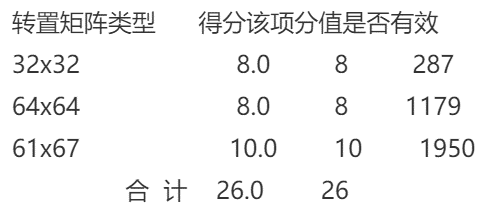 转置矩阵类型 得分该项分值是否有效
32x32 8.0 8 287
64x64 8.0 8 1179
61x67 10.0 10 1950
合 计 26.0 26